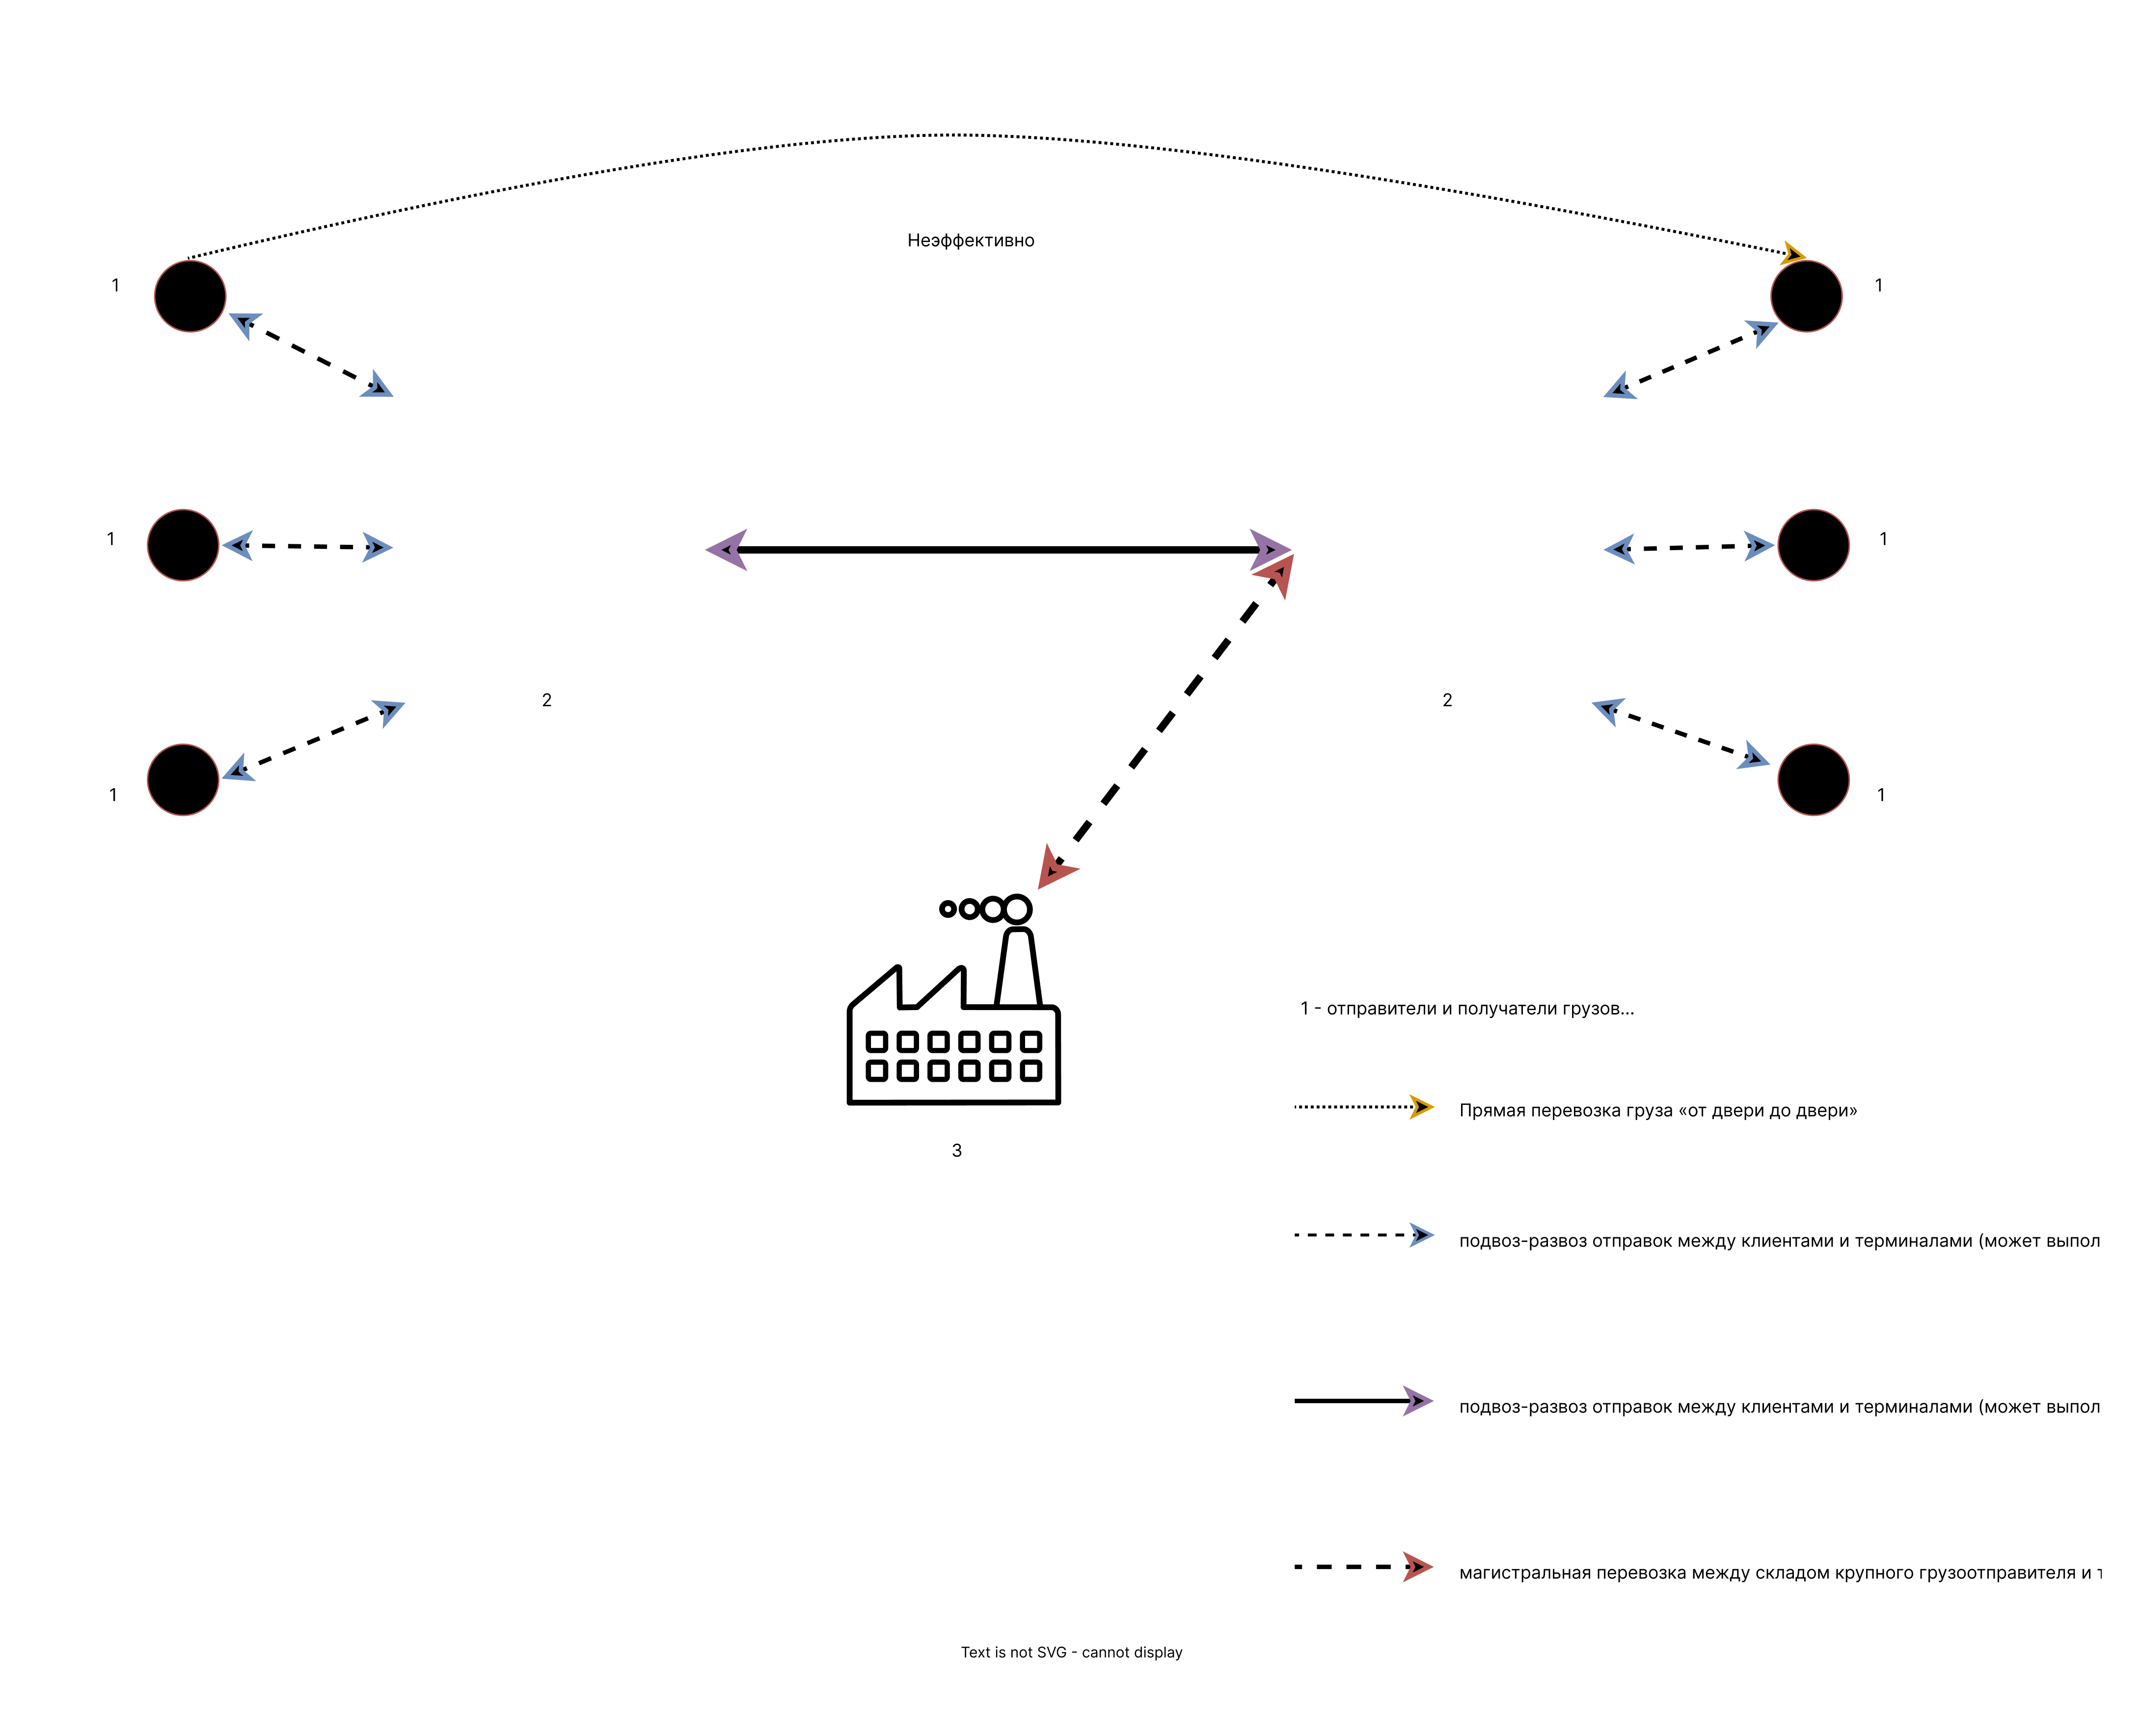 Неэффективно
1
1
1
1
2
2
1
1
3
1 - отправители и получатели грузов...
Прямая перевозка груза «от двери до двери»
подвоз-развоз отправок между клиентами и терминалами (может выпол
подвоз-развоз отправок между клиентами и терминалами (может выпол
магистральная перевозка между складом крупного грузоотправителя и
Text is not SVG - cannot display